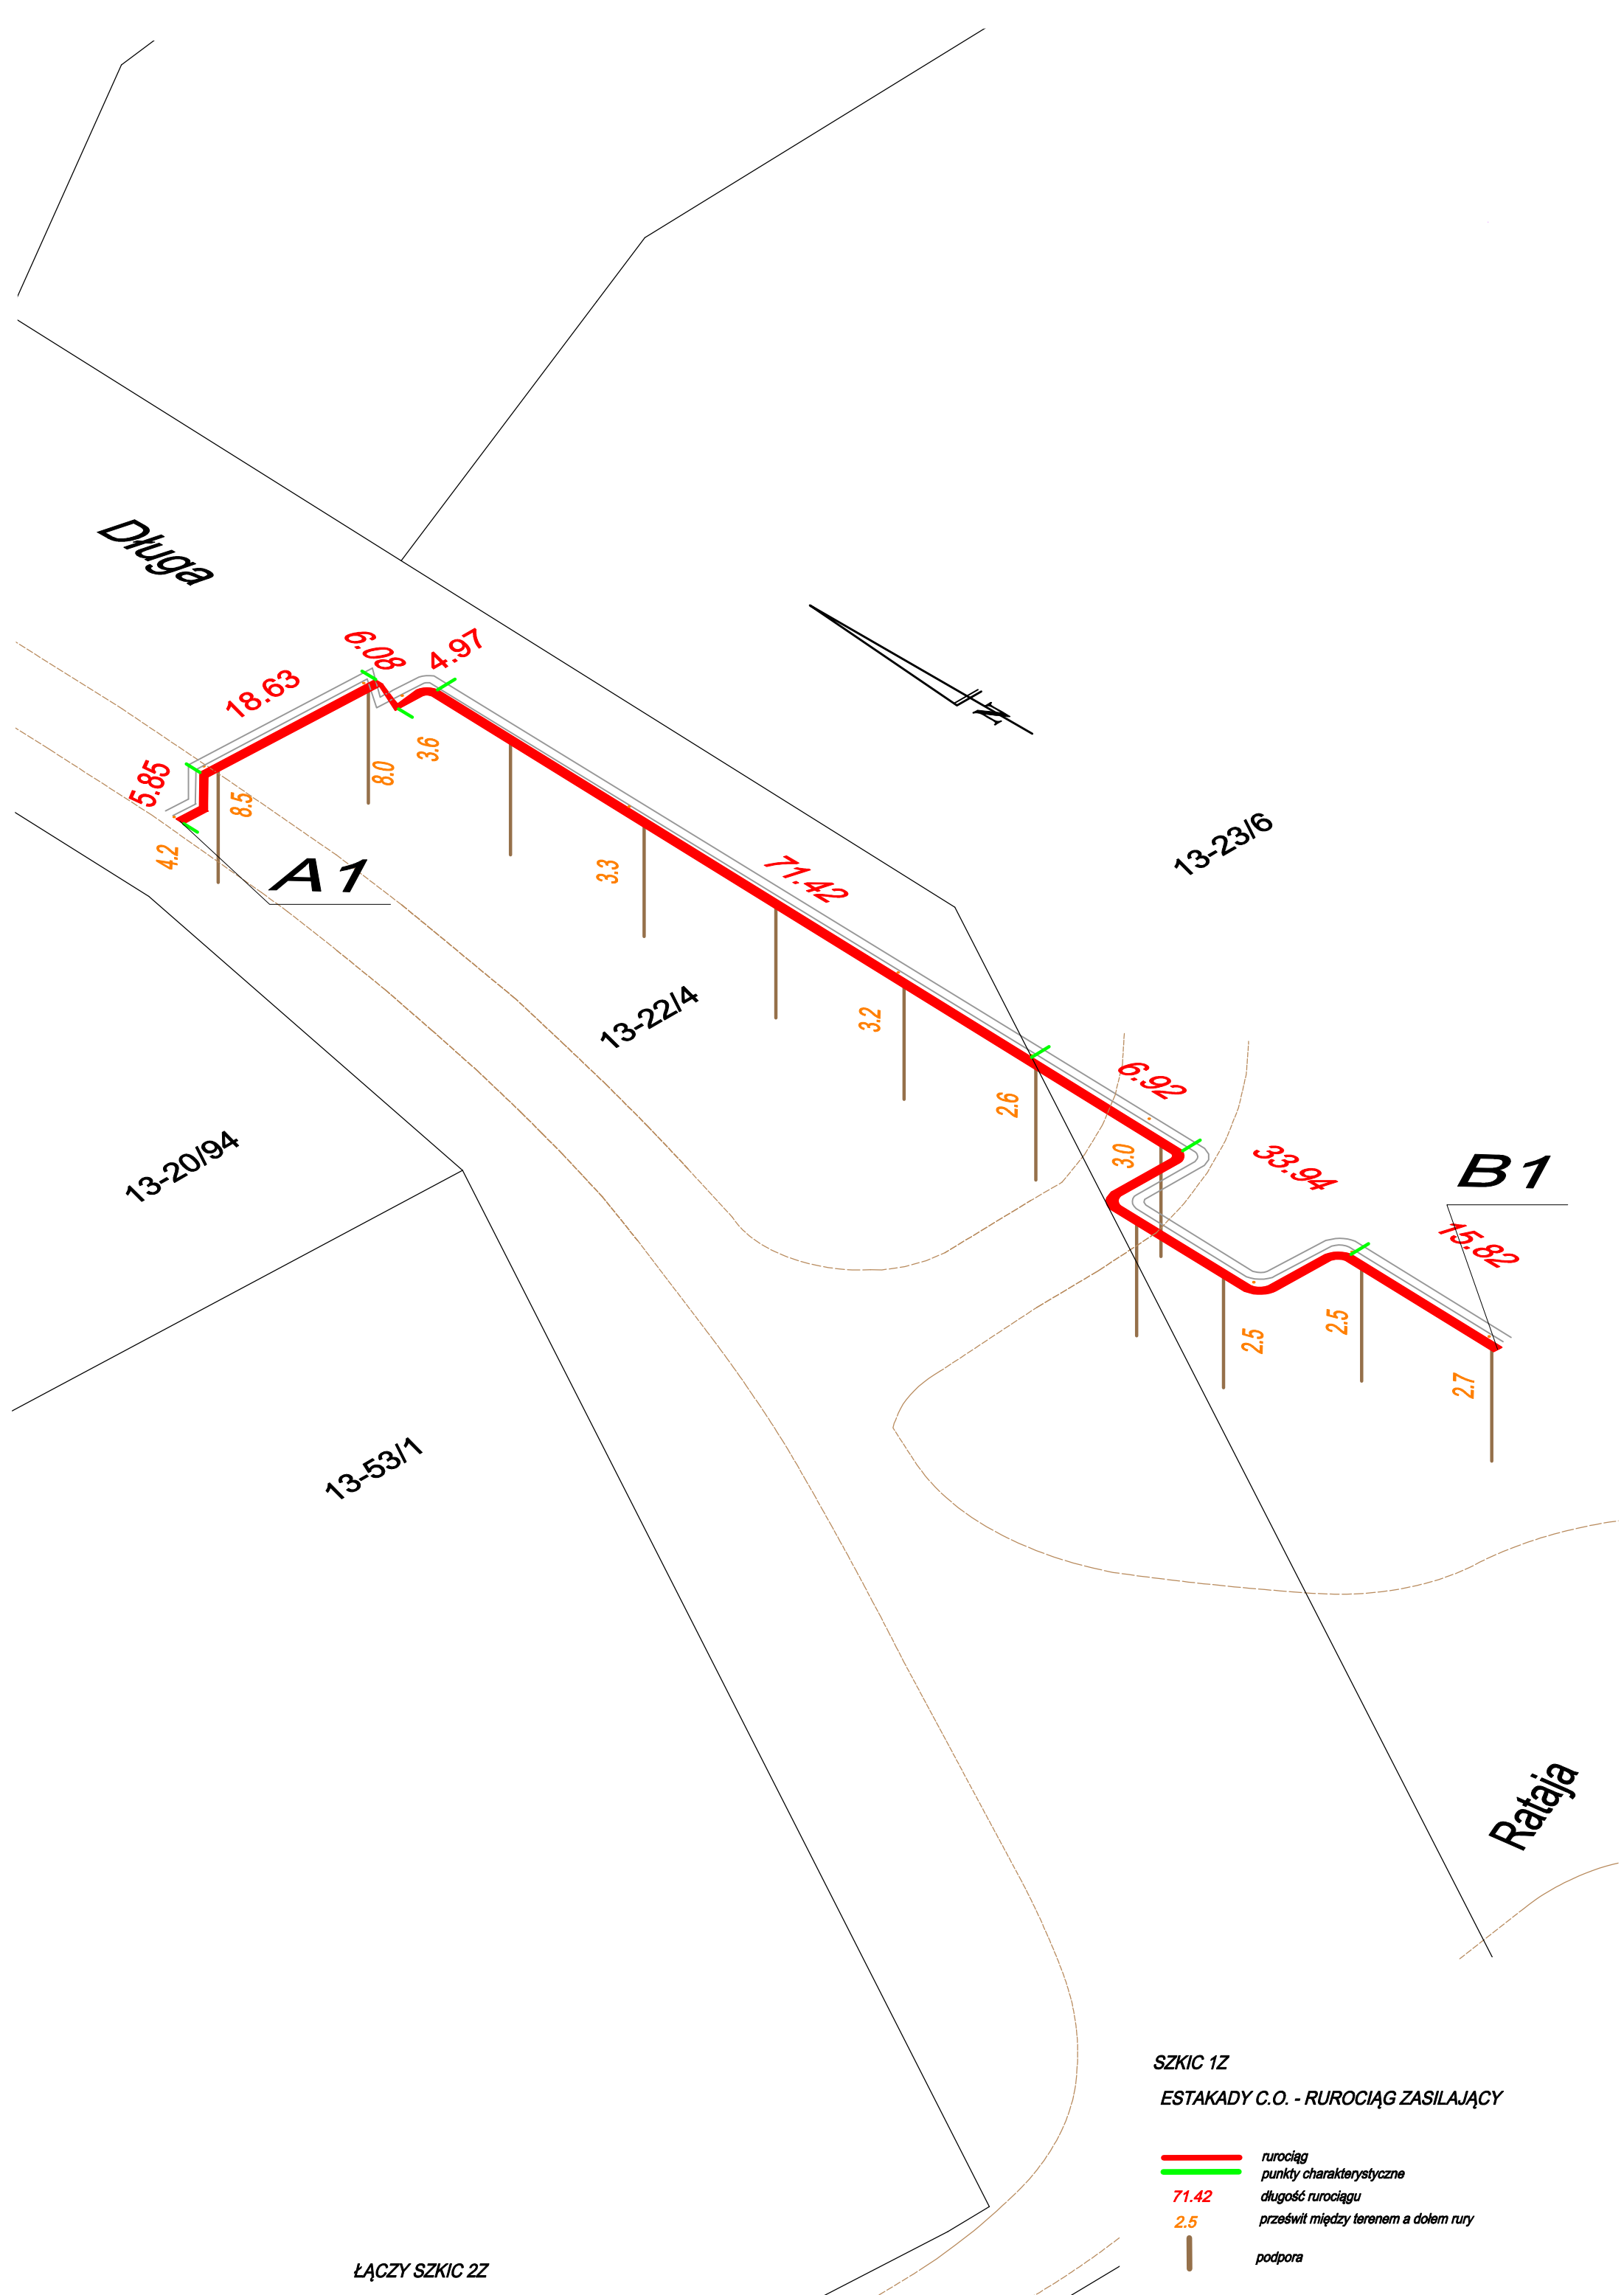 Długa
6.08
4.97
18.63
3.6
8.0
5.85
8.5
4.2
A1
3.3
71.42
13-23/6
13-22/4
3.2
2.6
6.92
3.0
33.94
13-20/94
B1
15.82
2.5
2.5
2.7
13-53/1
N
Rataja
SZKIC 1Z
ESTAKADY C.O. - RUROCIĄG ZASILAJĄCY
rurociąg
punkty charakterystyczne
71.42 długość rurociągu
2.5 prześwit między terenem a dołem rury
podpora
ŁĄCZY SZKIC 2Z